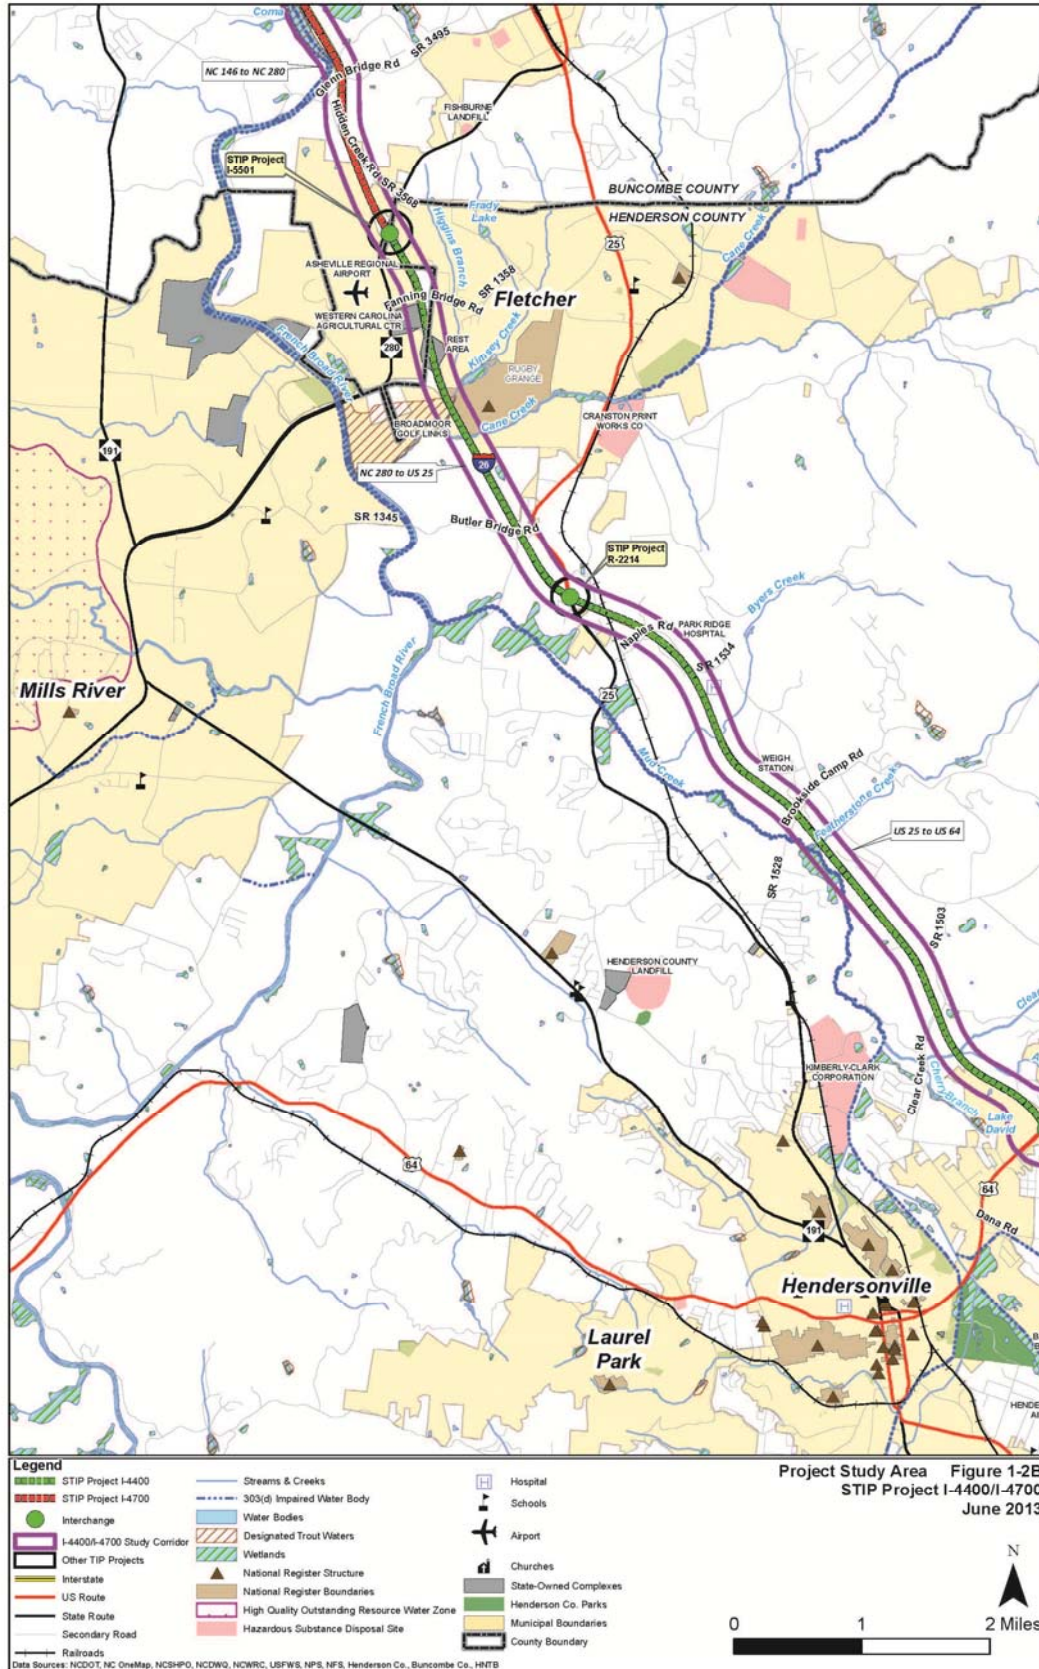 Coma
SR 3495
NC 146 to NC 280
Glenn Bridge Rd
FISHBURNE
LANDFILL
Hidden Creek Rd
SR 3568
STIP Project
I-5501
BUNCOMBE COUNTY
HENDERSON COUNTY
Frady
Lake
Higgins Branch
25
Cane Creek
ASHEVILLE REGIONAL
AIRPORT
SR 1358
Fanning Bridge Rd
Fletcher
WESTERN CAROLINA
AGRICULTURAL CTR
REST
AREA
280
Kimsey Creek
RUGBY
GRANGE
French Broad River
BROADMOOR
GOLF LINKS
Cane Creek
CRANSTON PRINT
WORKS CO
191
NC 280 to US 25
26
SR 1345
Butler Bridge Rd
STIP Project
R-2214
Byers Creek
Naples Rd
PARK RIDGE
HOSPITAL
SR 1534
H
Mills River
25
French Broad River
Mud Creek
WEIGH
STATION
Brookside Camp Rd
Featherstone Creek
US 25 to US 64
SR 1528
SR 1503
HENDERSON COUNTY
LANDFILL
Clear
KIMBERLY-CLARK
CORPORATION
Clear Creek Rd
Cherry Branch
Lake
David
64
64
Dana Rd
191
Hendersonville
H
Laurel
Park
HENDE
Legend
STIP Project I-4400
STIP Project I-4700
Interchange
I-4400/I-4700 Study Corridor
Other TIP Projects
Interstate
US Route
State Route
Secondary Road
Railroads
Streams & Creeks
303(d) Impaired Water Body
Water Bodies
Designated Trout Waters
Wetlands
National Register Structure
National Register Boundaries
High Quality Outstanding Resource Water Zone
Hazardous Substance Disposal Site
H Hospital
Schools
Airport
Churches
State-Owned Complexes
Henderson Co. Parks
Municipal Boundaries
County Boundary
Project Study Area Figure 1-2B
STIP Project I-4400/I-4700
June 2013
N
0 1 2 Miles
Data Sources: NCDOT, NC OneMap, NCSHPO, NCDWQ, NCWRC, USFWS, NPS, NFS, Henderson Co., Buncombe Co., HNTB